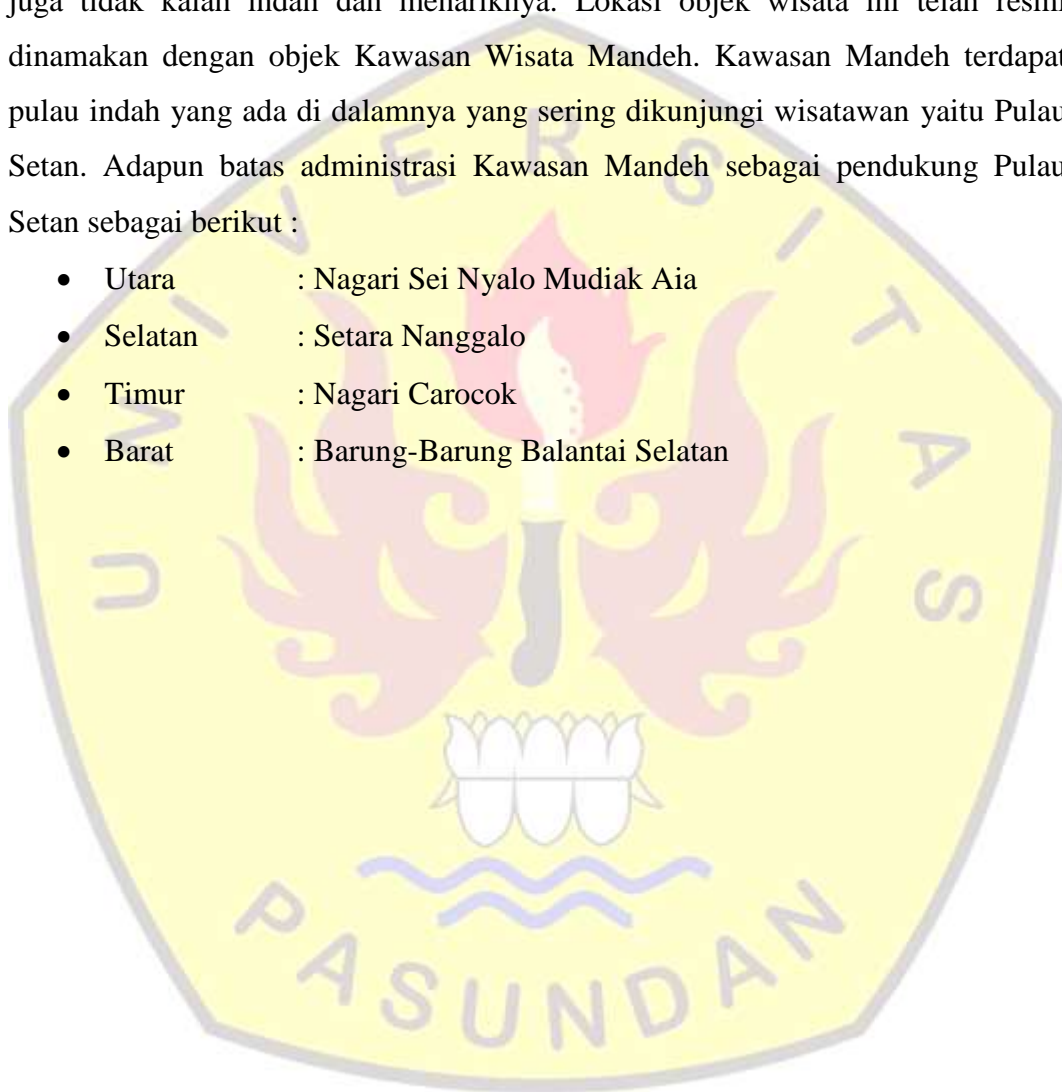 juga tidak kalah indah dan menariknya. Lokasi objek wisata ini telah resmi
dinamakan dengan objek Kawasan Wisata Mandeh. Kawasan Mandeh terdapat
pulau indah yang ada di dalamnya yang sering dikunjungi wisatawan yaitu Pulau
Setan. Adapun batas administrasi Kawasan Mandeh sebagai pendukung Pulau
Setan sebagai berikut :
• Utara : Nagari Sei Nyalo Mudiak Aia
• Selatan : Setara Nanggalo
• Timur : Nagari Carocok
• Barat : Barung-Barung Balantai Selatan
UNIVERSITAS
PASUNDAN